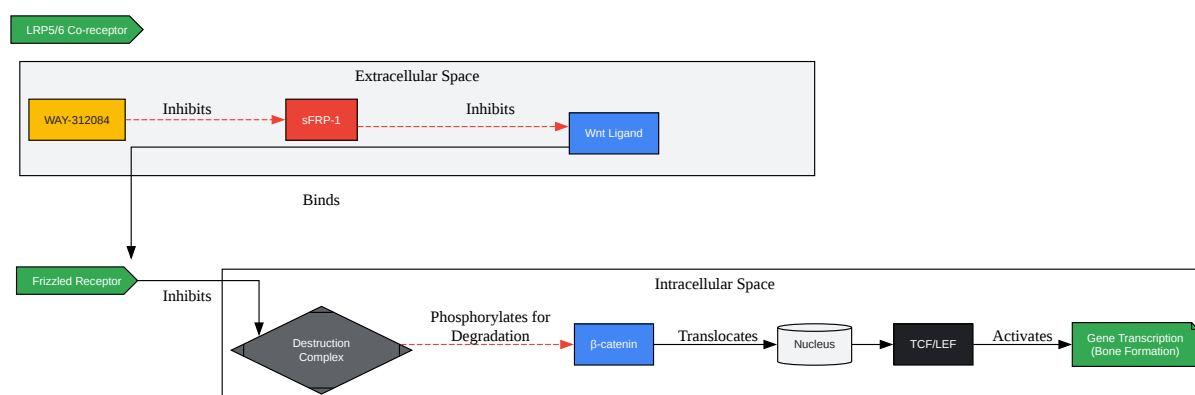 LRP5/6 Co-receptor
Extracellular Space
WAY-312084
Inhibits
sFRP-1
Inhibits
Wnt Ligand
Binds
Frizzled Receptor
Inhibits
Intracellular Space
Destruction
Complex
Phosphorylates for
Degradation
β-catenin
Translocates
Nucleus
TCF/LEF
Activates
Gene Transcription
(Bone Formation)